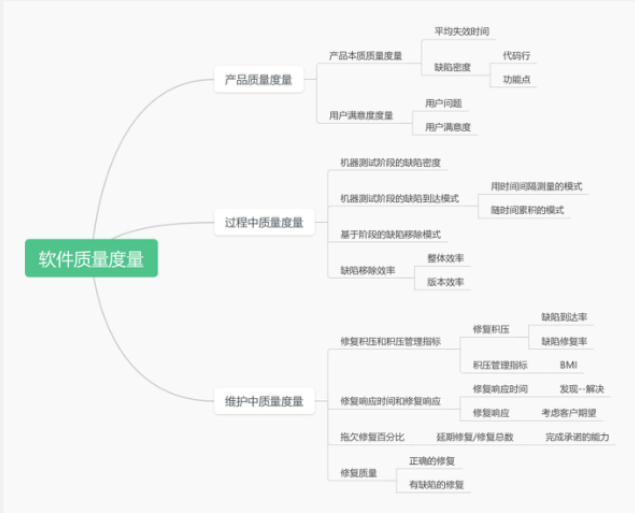 软件质量度量
产品质量度量
产品本质质量度量
平均失效时间
缺陷密度
代码行
功能点
用户满意度度量
用户问题
用户满意度
过程中质量度量
机器测试阶段的缺陷密度
机器测试阶段的缺陷到达模式
用时间间隔测量的模式
随时间累积的模式
基于阶段的缺陷移除模式
缺陷移除效率
整体效率
版本效率
维护中质量度量
修复积压和积压管理指标
修复积压
缺陷到达率
缺陷修复率
积压管理指标
BMI
修复响应时间和修复响应
修复响应时间
发现--解决
修复响应
考虑客户期望
拖欠修复百分比
延期修复/修复总数
完成承诺的能力
修复质量
正确的修复
有缺陷的修复